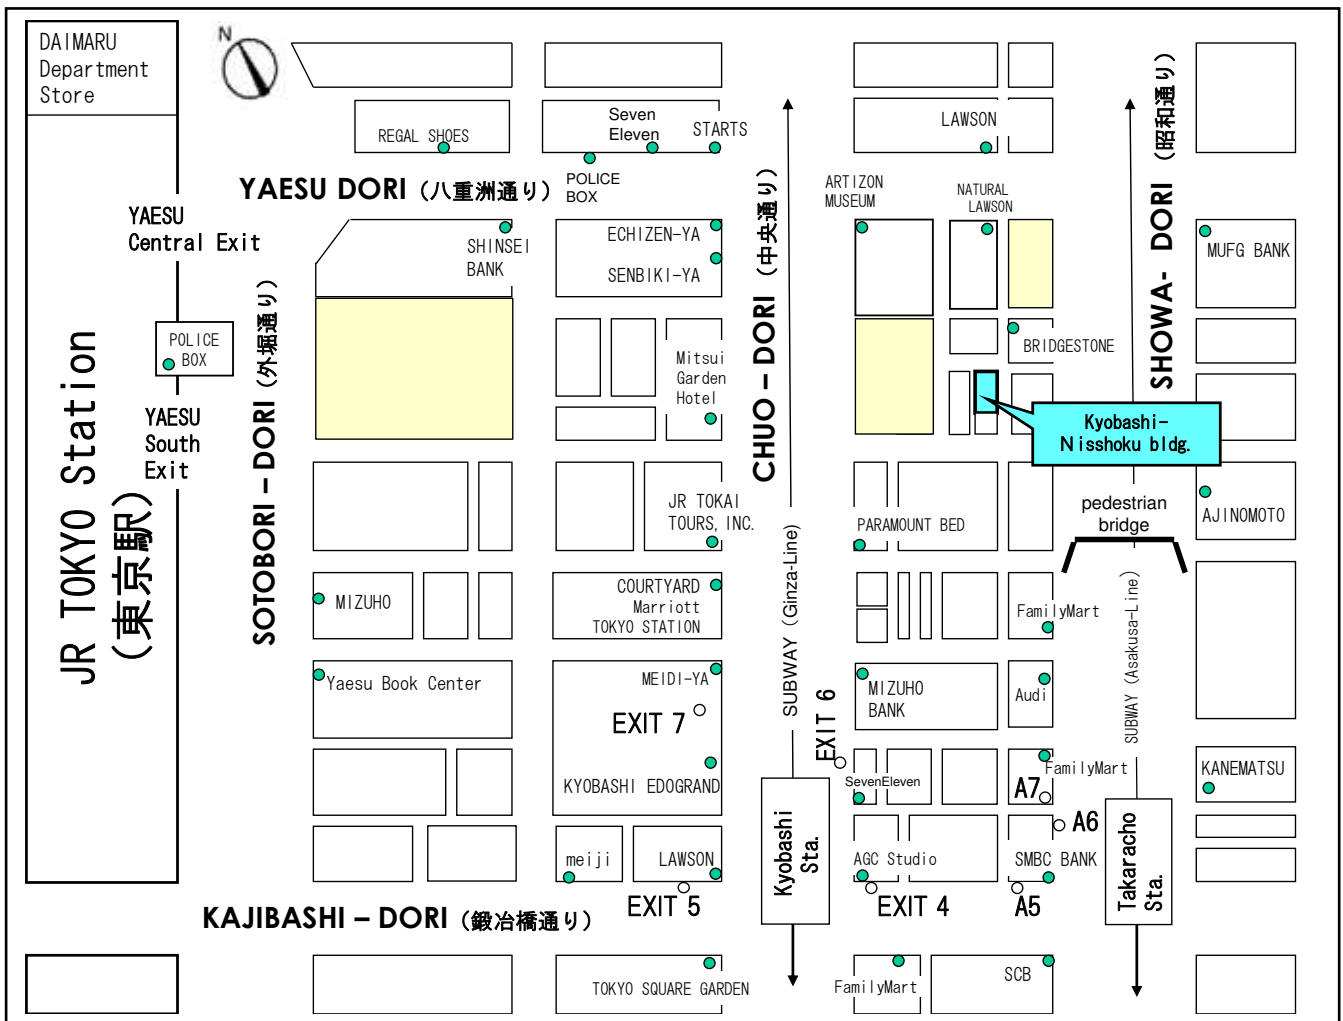 DAIMARU
Department
Store
N
REGAL SHOES
Seven
Eleven
STARTS
LAWSON
POLICE
BOX
YAESU DORI (八重洲通り)
ARTIZON
MUSEUM
NATURAL
LAWSON
YAESU
Central Exit
SHINSEI
BANK
ECHIZEN-YA
SENBIKI-YA
MUFG BANK
CHUO – DORI (中央通り)
SHOWA- DORI (昭和通り)
SOTOBORI – DORI (外堀通り)
POLICE
BOX
BRIDGESTONE
Mitsui
Garden
Hotel
JR TOKYO Station
(東京駅)
YAESU
South
Exit
Kyobashi-
Nisshoku bldg.
JR TOKAI
TOURS, INC.
PARAMOUNT BED
pedestrian
bridge
AJINOMOTO
SUBWAY (Ginza-Line)
SUBWAY (Asakusa-Line)
MIZUHO
COURTYARD
Marriott
TOKYO STATION
FamilyMart
Yaesu Book Center
MEIDI-YA
EXIT 7
EXIT 6
MIZUHO
BANK
Audi
KYOBASHI EDOGRAND
SevenEleven
FamilyMart
A7
KANEMATSU
Kyobashi
Sta.
A6
Takaracho
Sta.
meiji
LAWSON
AGC Studio
SMBC BANK
EXIT 5
EXIT 4
A5
KAJIBASHI – DORI (鍛冶橋通り)
TOKYO SQUARE GARDEN
FamilyMart
SCB